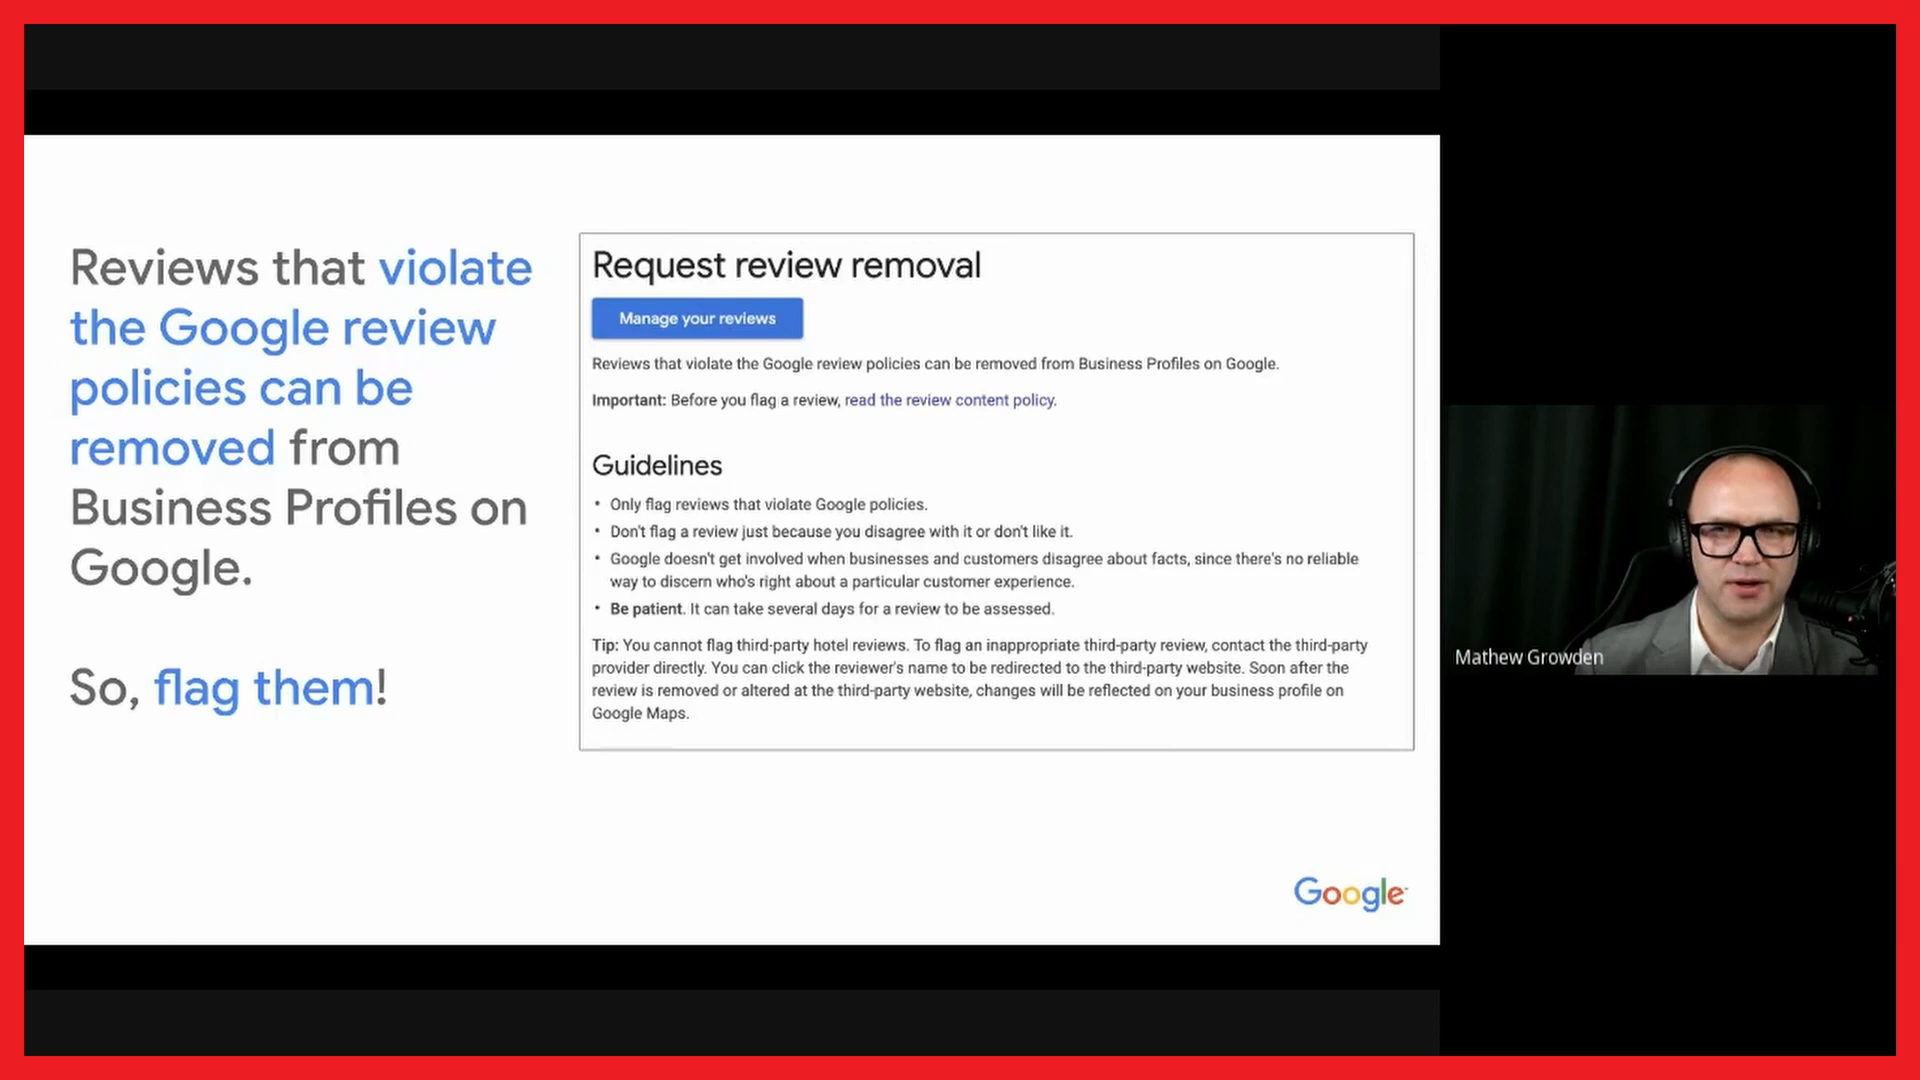 Reviews that violate
the Google review
policies can be
removed from
Business Profiles on
Google.
So, flag them!
Request review removal
Manage your reviews
Reviews that violate the Google review policies can be removed from Business Profiles on Google.
Important: Before you flag a review, read the review content policy.
Guidelines
• Only flag reviews that violate Google policies.
• Don't flag a review just because you disagree with it or don't like it.
• Google doesn't get involved when businesses and customers disagree about facts, since there's no reliable
way to discern who's right about a particular customer experience.
• Be patient. It can take several days for a review to be assessed.
Tip: You cannot flag third-party hotel reviews. To flag an inappropriate third-party review, contact the third-party
provider directly. You can click the reviewer's name to be redirected to the third-party website. Soon after the
review is removed or altered at the third-party website, changes will be reflected on your business profile on
Google Maps.
Google
Mathew Growden